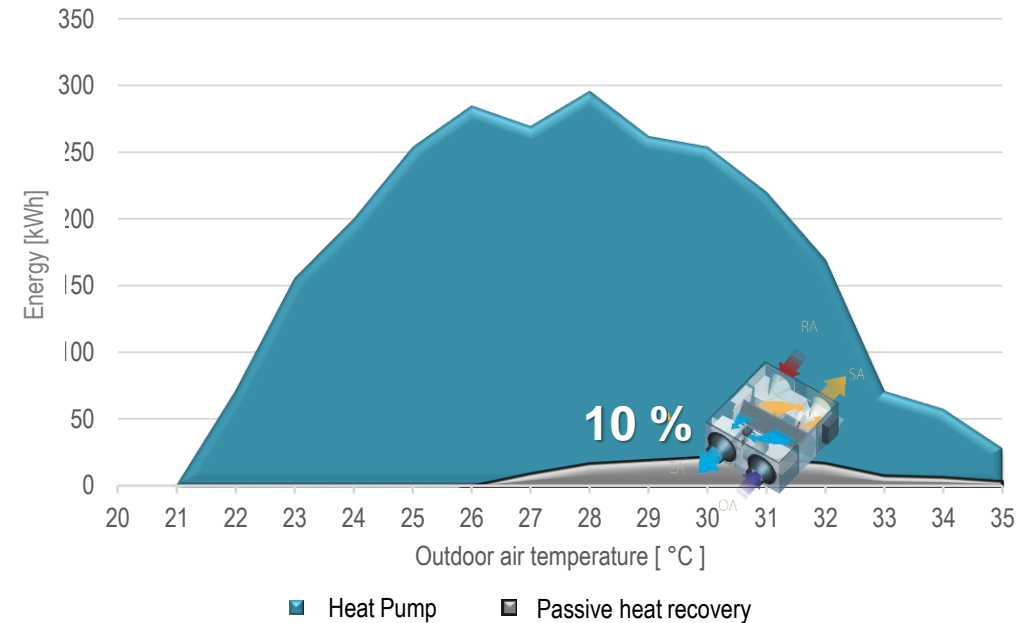 350
300
250
200
150
100
50
0
Energy [kWh]
RA
SA
10 %
EA
OA
20 21 22 23 24 25 26 27 28 29 30 31 32 33 34 35
Outdoor air temperature [ °C ]
Heat Pump Passive heat recovery